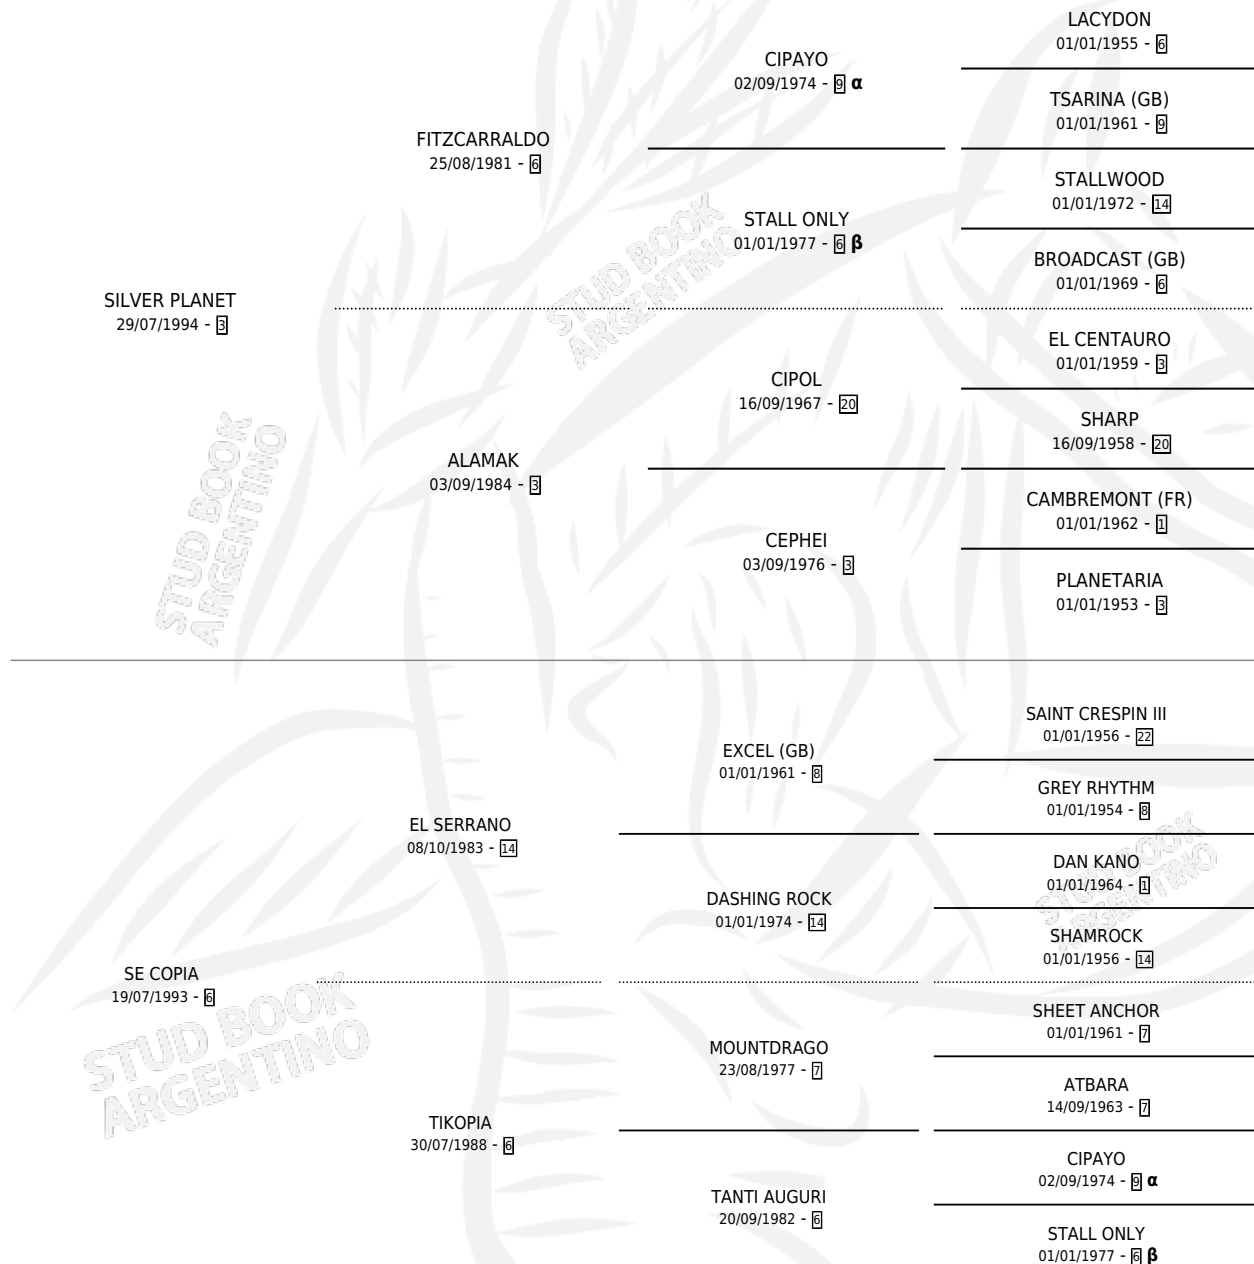 LACYDON
01/01/1955 - 6
CIPAYO
02/09/1974 - 9 α
TSARINA (GB)
01/01/1961 - 9
FITZCARRALDO
25/08/1981 - 6
STALLWOOD
01/01/1972 - 14
STALL ONLY
01/01/1977 - 6 β
BROADCAST (GB)
01/01/1969 - 6
SILVER PLANET
29/07/1994 - 3
STUD BOOK
ARGENTINO
EL CENTAURO
01/01/1959 - 3
CIPOL
16/09/1967 - 20
SHARP
16/09/1958 - 20
ALAMAK
03/09/1984 - 3
CAMBREMONT (FR)
01/01/1962 - 1
CEPHEI
03/09/1976 - 3
PLANETARIA
01/01/1953 - 3
STUD BOOK
ARGENTINO
SAINT CRESPIN III
01/01/1956 - 22
EXCEL (GB)
01/01/1961 - 8
GREY RHYTHM
01/01/1954 - 8
EL SERRANO
08/10/1983 - 14
DAN KANO
01/01/1964 - 1
DASHING ROCK
01/01/1974 - 14
SHAMROCK
01/01/1956 - 14
STUD BOOK
ARGENTINO
SE COPIA
19/07/1993 - 6
STUD BOOK
ARGENTINO
SHEET ANCHOR
01/01/1961 - 7
MOUNTDRAGO
23/08/1977 - 7
ATBARA
14/09/1963 - 7
TIKOPIA
30/07/1988 - 6
CIPAYO
02/09/1974 - 9 α
TANTI AUGURI
20/09/1982 - 6
STALL ONLY
01/01/1977 - 6 β